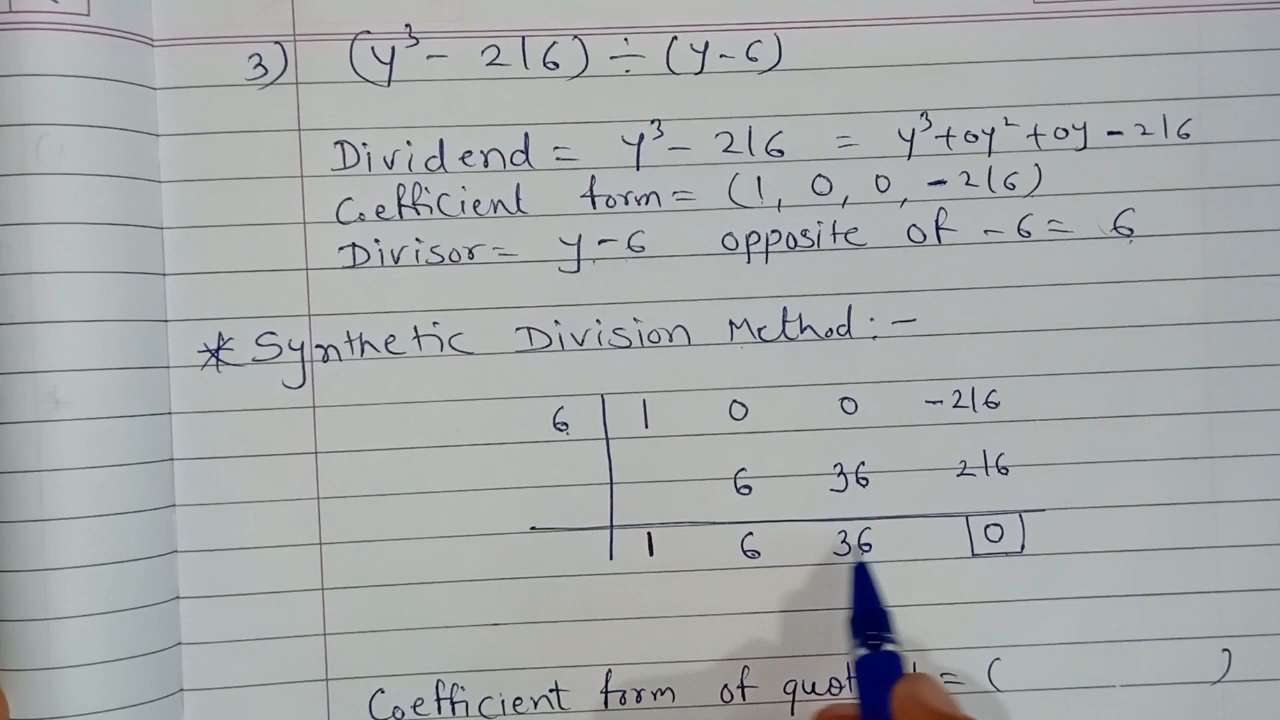 3) (y³ - 216) ÷ (y-6)
Dividend = y³ - 216 = y³+0y²+0y-216
Coefficient form = (1, 0, 0, -216)
Divisor = y-6 opposite of -6 = 6
* Synthetic Division Method:-
6 1 0 0 -216
6 36 216
1 6 36 0
Coefficient form of = ( )